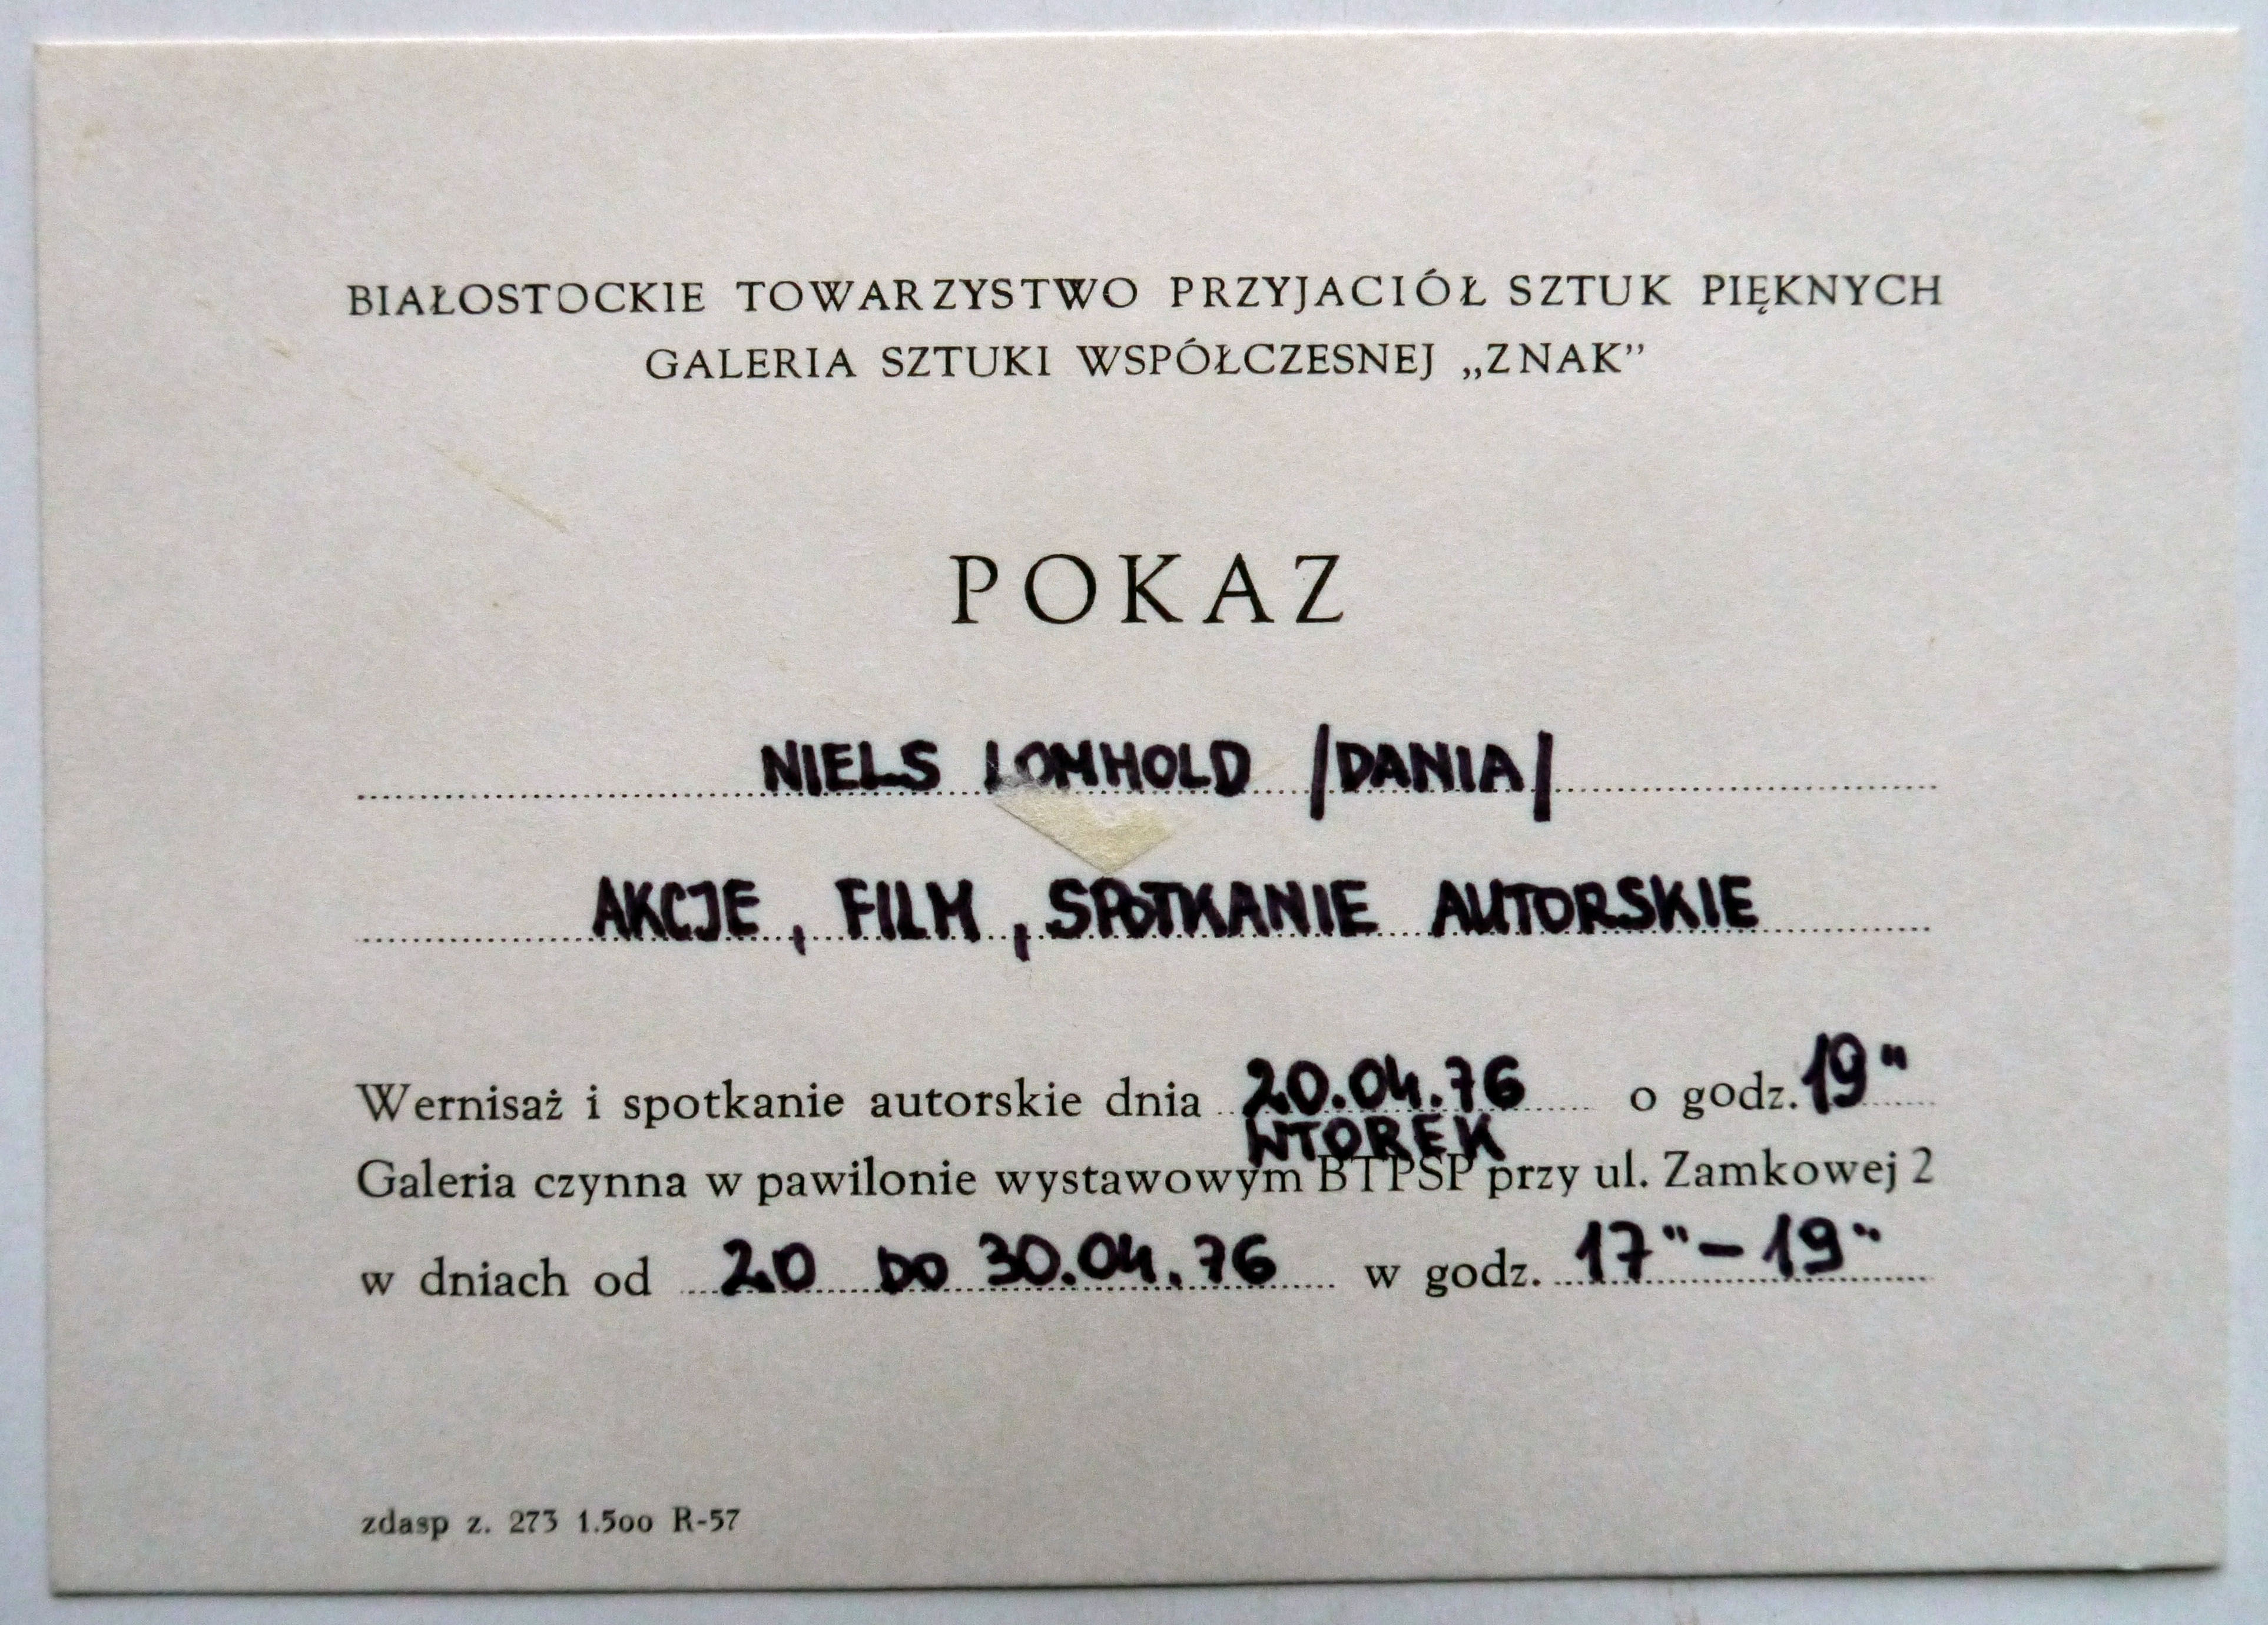 BIAŁOSTOCKIE TOWARZYSTWO PRZYJACIÓŁ SZTUK PIĘKNYCH
GALERIA SZTUKI WSPÓŁCZESNEJ „ZNAK”
POKAZ
NIELS LOMHOLD /DANIA/
AKCJE, FILM, SPOTKANIE AUTORSKIE
Wernisaż i spotkanie autorskie dnia 20.04.76 o godz. 19"
WTOREK
Galeria czynna w pawilonie wystawowym BTPSP przy ul. Zamkowej 2
w dniach od 20 DO 30.04.76 w godz. 17" – 19"
zdasp z. 273 1.500 R-57